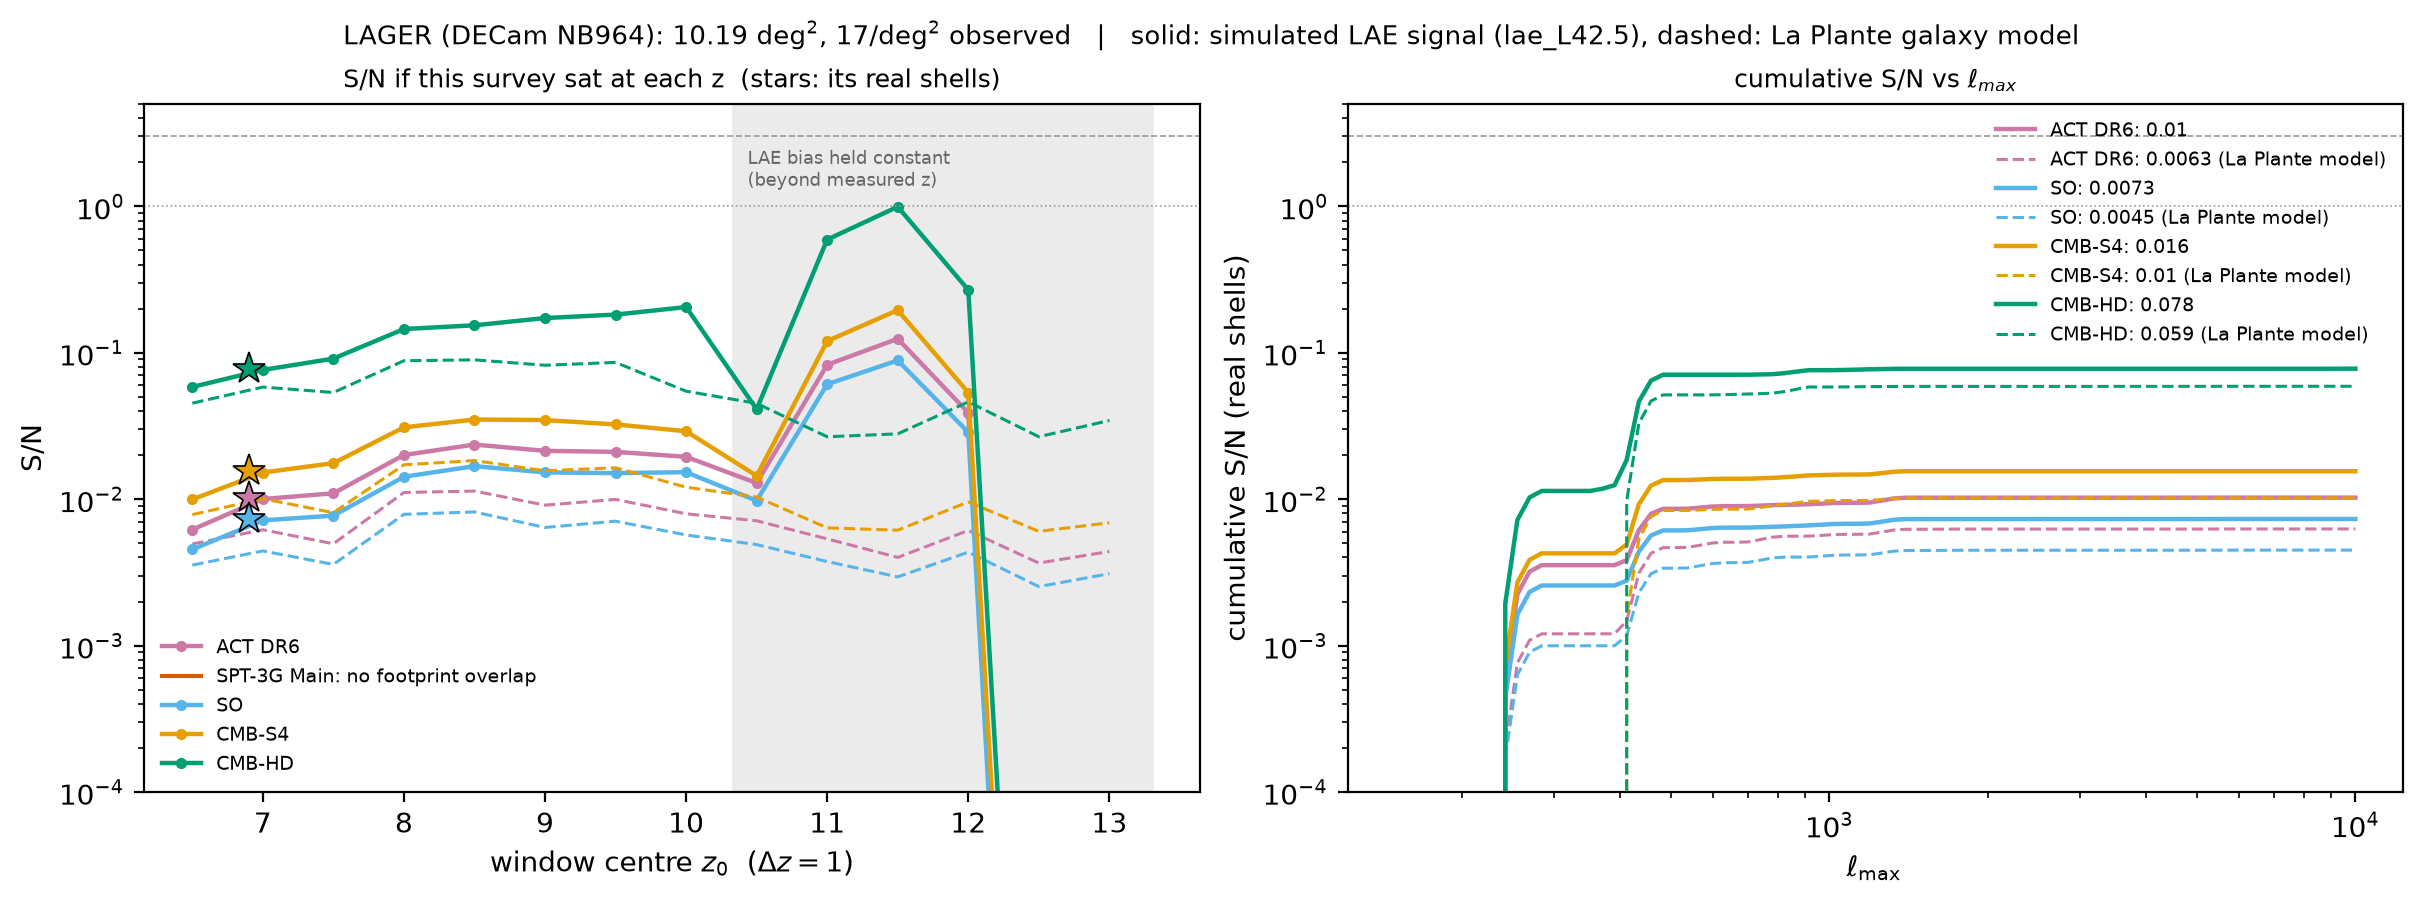 LAGER (DECam NB964): 10.19 deg², 17/deg² observed | solid: simulated LAE signal (lae_L42.5), dashed: La Plante galaxy model
S/N if this survey sat at each z (stars: its real shells)
S/N
10⁰
10⁻¹
10⁻²
10⁻³
10⁻⁴
LAE bias held constant
(beyond measured z)
ACT DR6
SPT-3G Main: no footprint overlap
SO
CMB-S4
CMB-HD
7 8 9 10 11 12 13
window centre z₀ (Δz = 1)
cumulative S/N vs ℓₘₐₓ
cumulative S/N (real shells)
10⁰
10⁻¹
10⁻²
10⁻³
10⁻⁴
ACT DR6: 0.01
ACT DR6: 0.0063 (La Plante model)
SO: 0.0073
SO: 0.0045 (La Plante model)
CMB-S4: 0.016
CMB-S4: 0.01 (La Plante model)
CMB-HD: 0.078
CMB-HD: 0.059 (La Plante model)
10³ 10⁴
ℓₘₐₓ